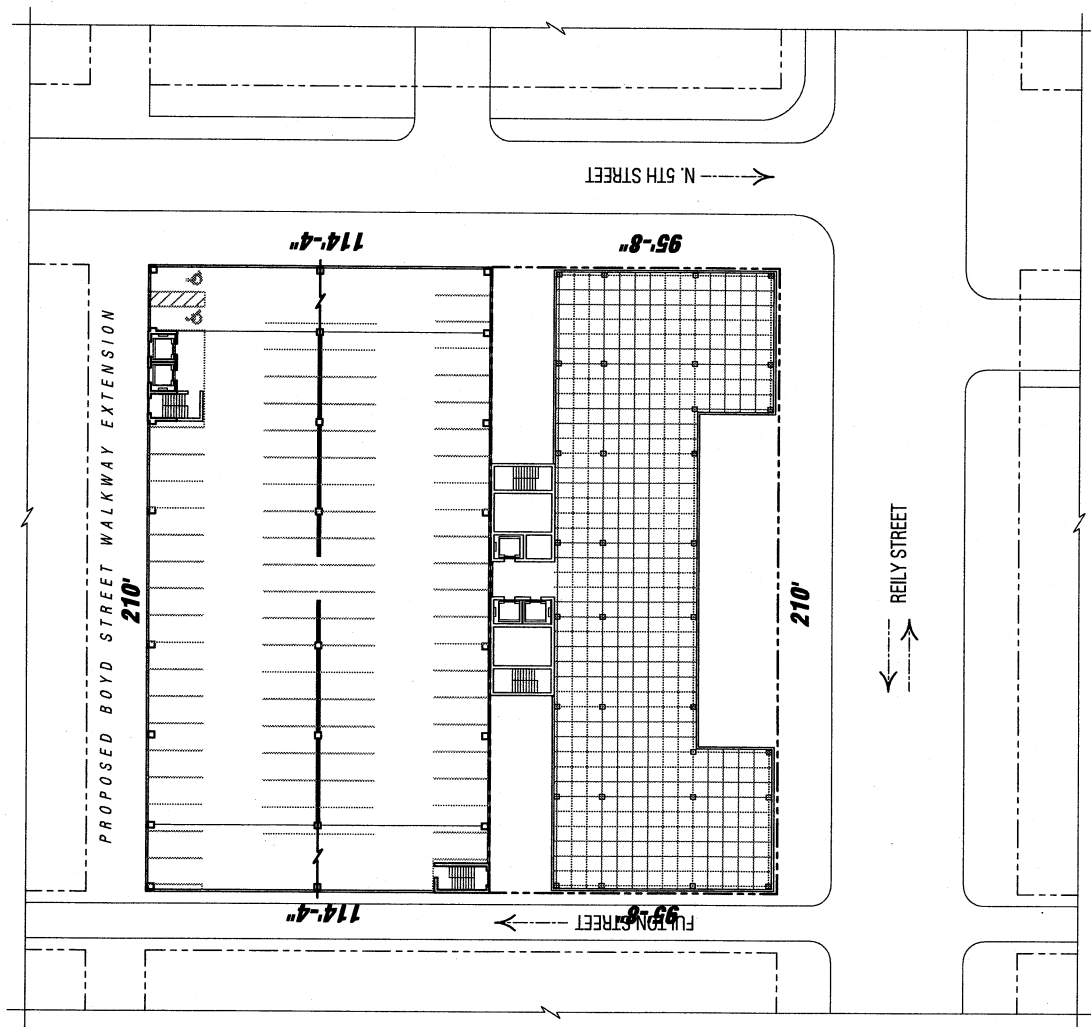 N. 5TH STREET
114'-4"
95'-8"
PROPOSED BOYD STREET WALKWAY EXTENSION
210'
210'
REILY STREET
114'-4"
95'-8"
FULTON STREET